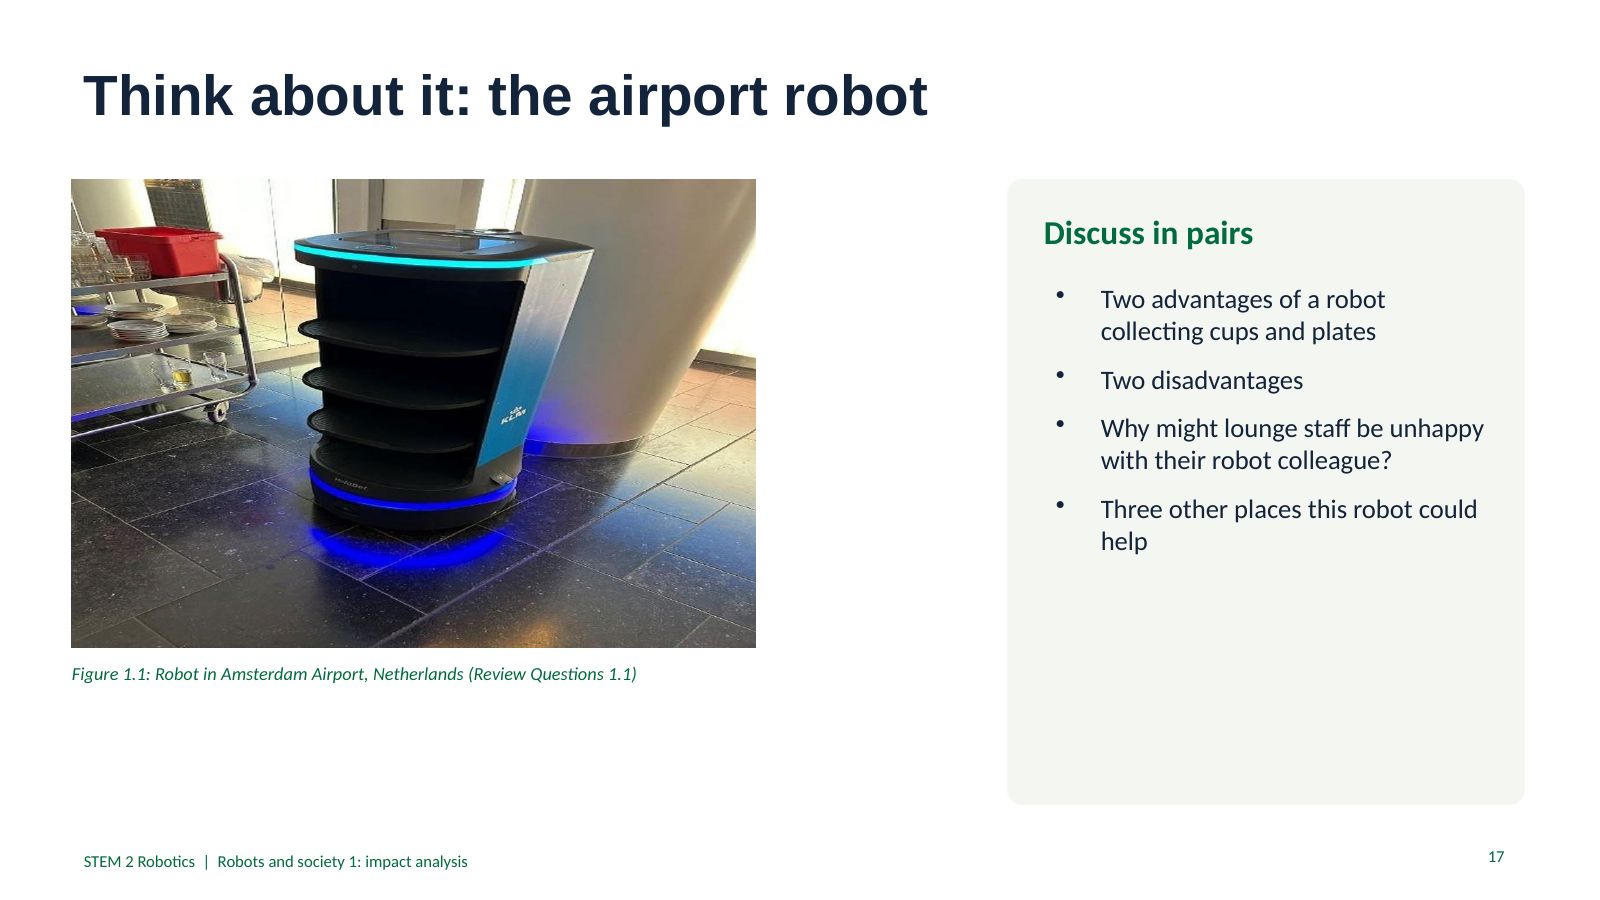 Think about it: the airport robot
KLM
Figure 1.1: Robot in Amsterdam Airport, Netherlands (Review Questions 1.1)
Discuss in pairs
• Two advantages of a robot
collecting cups and plates
• Two disadvantages
• Why might lounge staff be unhappy
with their robot colleague?
• Three other places this robot could
help
STEM 2 Robotics | Robots and society 1: impact analysis
17